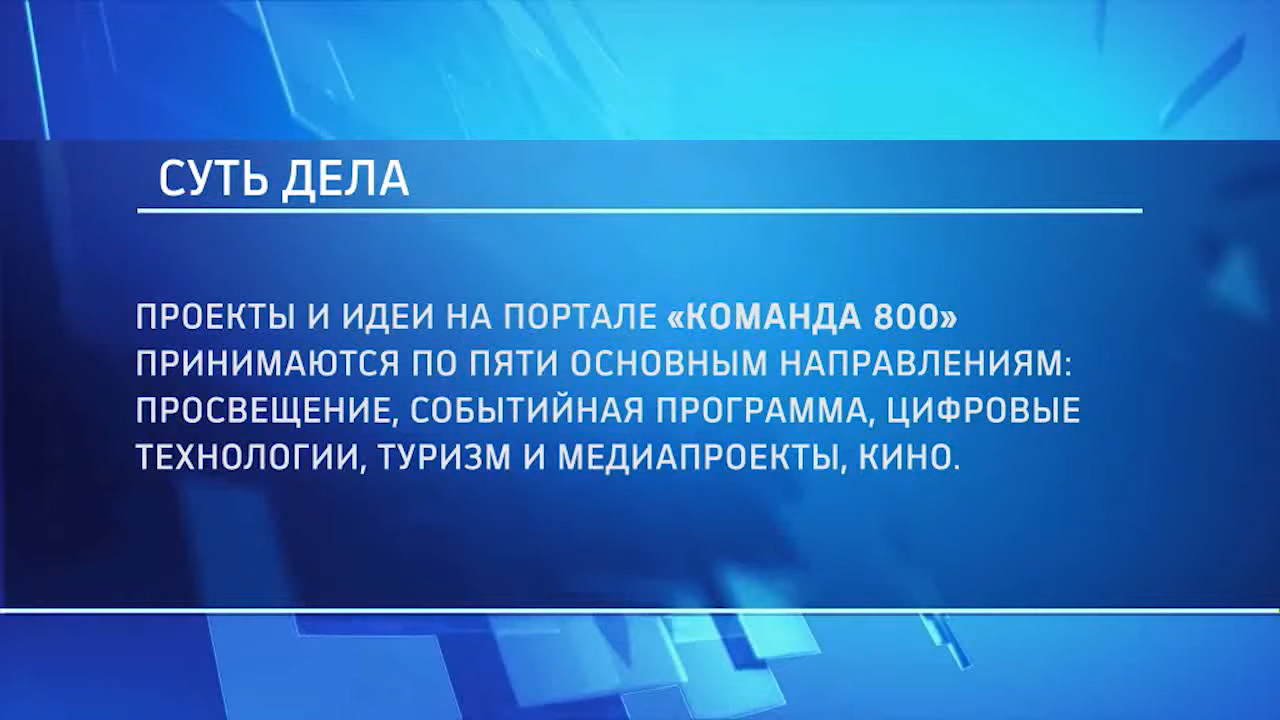 СУТЬ ДЕЛА
ПРОЕКТЫ И ИДЕИ НА ПОРТАЛЕ «КОМАНДА 800»
ПРИНИМАЮТСЯ ПО ПЯТИ ОСНОВНЫМ НАПРАВЛЕНИЯМ:
ПРОСВЕЩЕНИЕ, СОБЫТИЙНАЯ ПРОГРАММА, ЦИФРОВЫЕ
ТЕХНОЛОГИИ, ТУРИЗМ И МЕДИАПРОЕКТЫ, КИНО.